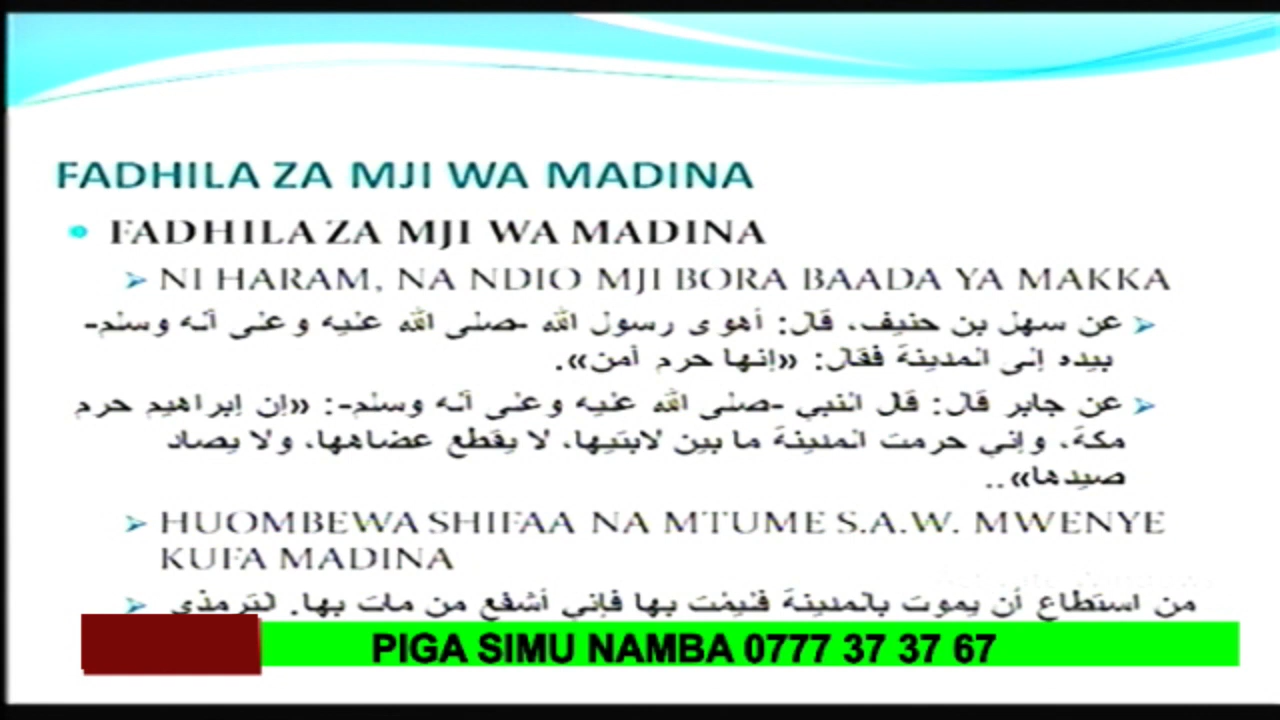 FADHILA ZA MJI WA MADINA
• FADHILA ZA MJI WA MADINA
➢ NI HARAM, NA NDIO MJI BORA BAADA YA MAKKA
➢ عن سهل بن حنيف، قال: أهوى رسول الله -صلى الله عليه وعلى آله وسلم-
بيده إلى المدينة فقال: «إنها حرم آمن».
➢ عن جابر قال: قال النبي -صلى الله عليه وعلى آله وسلم-: «إن إبراهيم حرم
مكة، وإني حرمت المدينة ما بين لابتيها، لا يقطع عضاهها، ولا يصاد
صيدها»..
➢ HUOMBEWA SHIFAA NA MTUME S.A.W. MWENYE
KUFA MADINA
➢ من استطاع أن يموت بالمدينة فليمت بها فإني أشفع من مات بها. الترمذي
PIGA SIMU NAMBA 0777 37 37 67